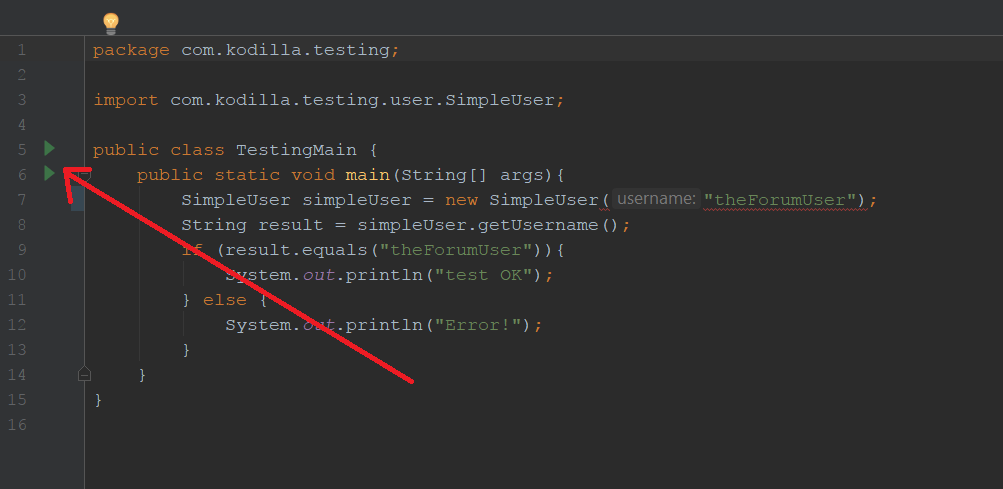 1 package com.kodilla.testing;
2
3 import com.kodilla.testing.user.SimpleUser;
4
5 public class TestingMain {
6 public static void main(String[] args){
7 SimpleUser simpleUser = new SimpleUser( username: "theForumUser");
8 String result = simpleUser.getUsername();
9 if (result.equals("theForumUser")){
10 System.out.println("test OK");
11 } else {
12 System.out.println("Error!");
13 }
14 }
15 }
16